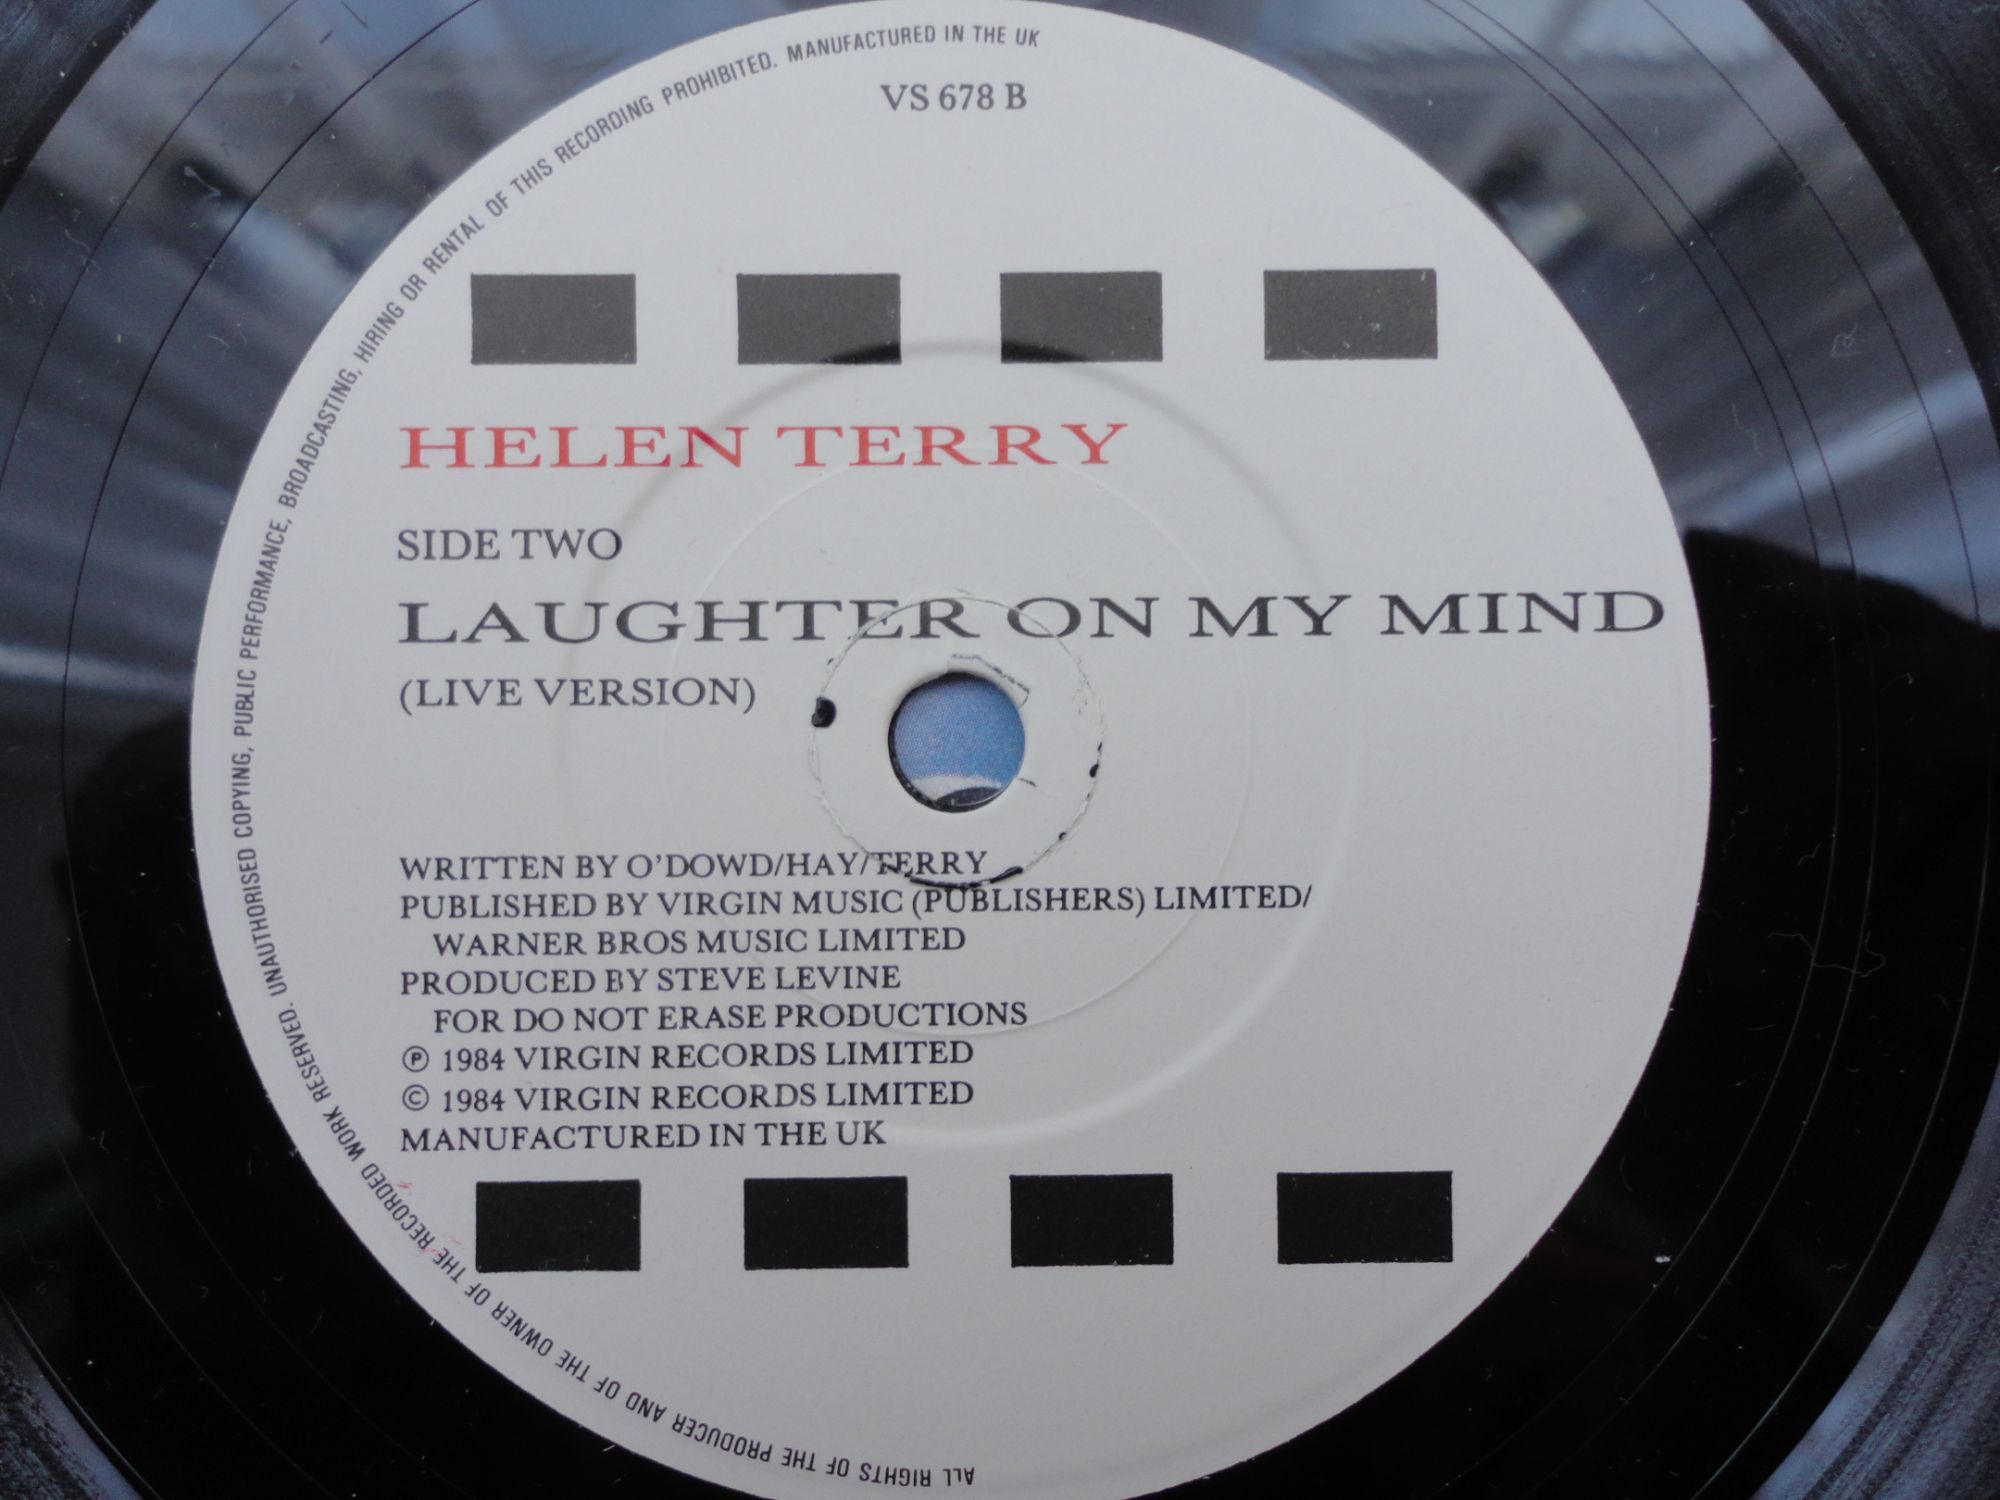 VS 678 B
HELEN TERRY
SIDE TWO
LAUGHTER ON MY MIND
(LIVE VERSION)
WRITTEN BY O'DOWD/HAY/TERRY
PUBLISHED BY VIRGIN MUSIC (PUBLISHERS) LIMITED/
WARNER BROS MUSIC LIMITED
PRODUCED BY STEVE LEVINE
FOR DO NOT ERASE PRODUCTIONS
℗ 1984 VIRGIN RECORDS LIMITED
© 1984 VIRGIN RECORDS LIMITED
MANUFACTURED IN THE UK
ALL RIGHTS OF THE PRODUCER AND OF THE OWNER OF THE RECORDED WORK RESERVED. UNAUTHORISED COPYING, PUBLIC PERFORMANCE, BROADCASTING, HIRING OR RENTAL OF THIS RECORDING PROHIBITED. MANUFACTURED IN THE UK